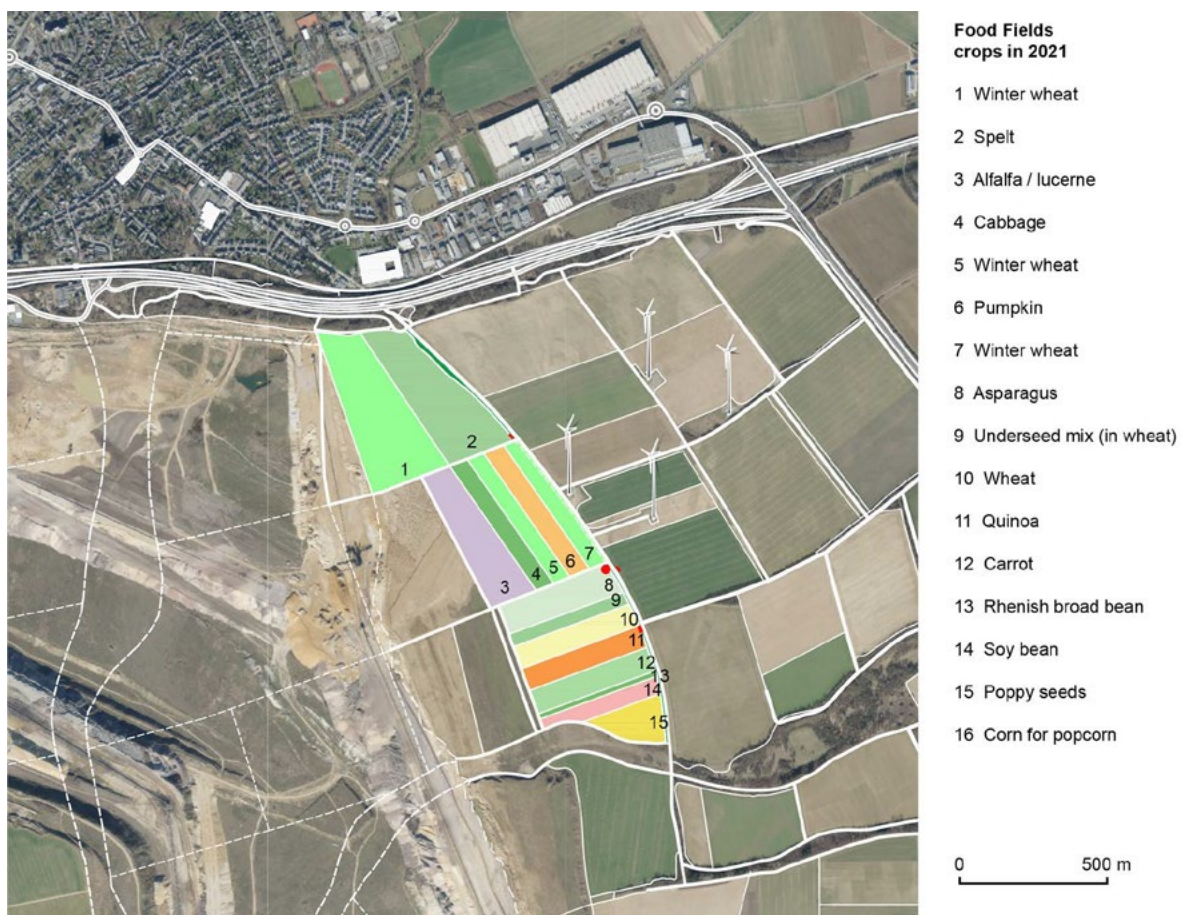 Food Fields
crops in 2021
1 Winter wheat
2 Spelt
3 Alfalfa / lucerne
4 Cabbage
5 Winter wheat
6 Pumpkin
7 Winter wheat
8 Asparagus
9 Underseed mix (in wheat)
10 Wheat
11 Quinoa
12 Carrot
13 Rhenish broad bean
14 Soy bean
15 Poppy seeds
16 Corn for popcorn
0 500 m
1
2
3
4
5
6
7
8
9
10
11
12
13
14
15